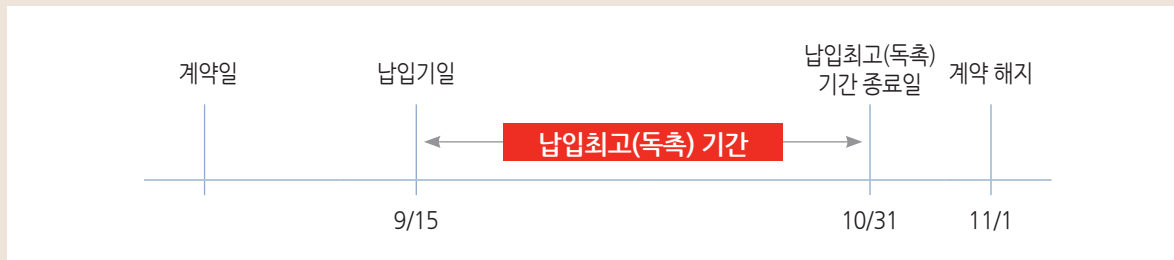 계약일
납입기일
납입최고(독촉)
기간 종료일
계약 해지
납입최고(독촉) 기간
9/15
10/31
11/1